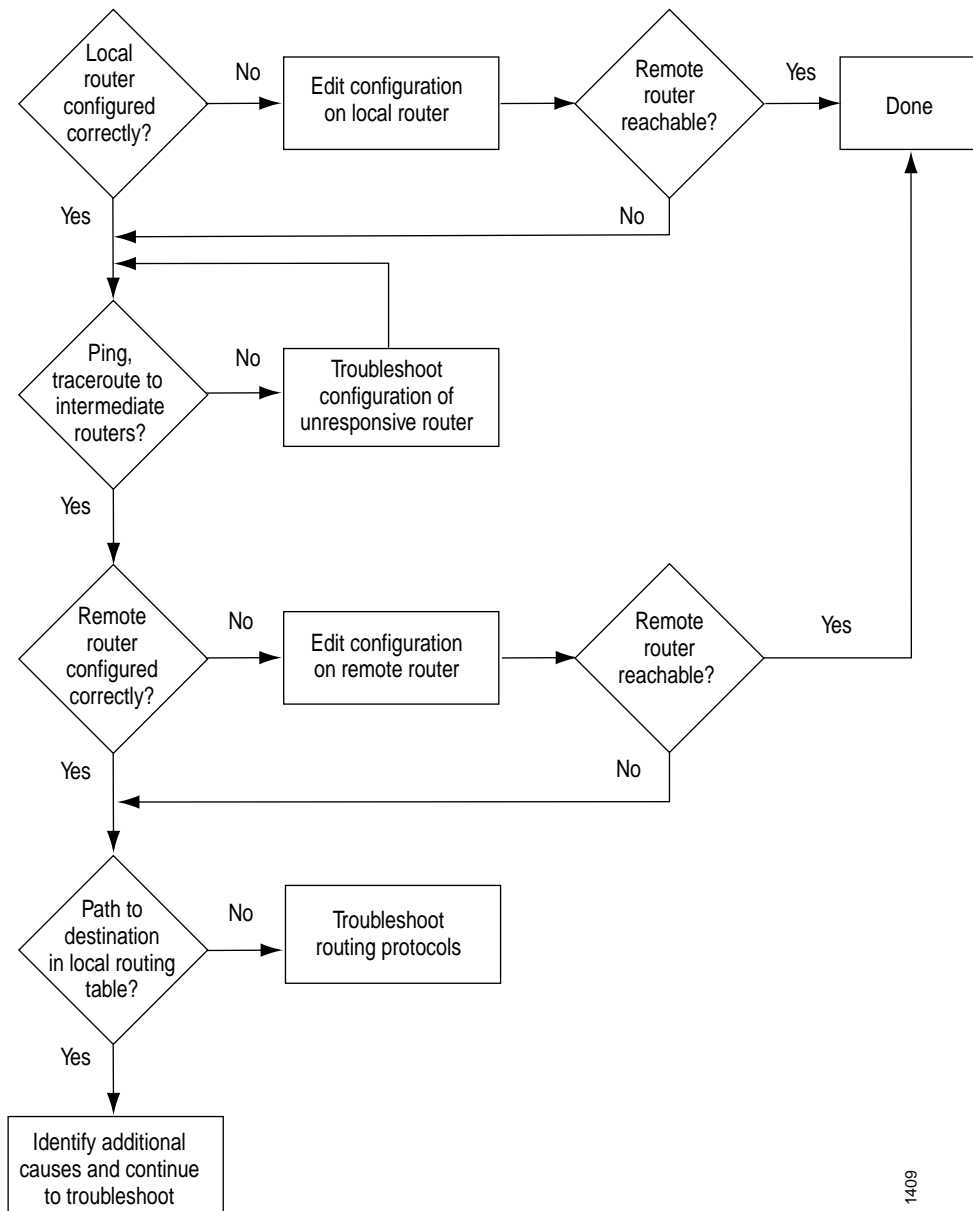 Local
router
configured
correctly?
No
Edit configuration
on local router
Remote
router
reachable?
Yes
Done
Yes
No
Ping,
traceroute to
intermediate
routers?
No
Troubleshoot
configuration of
unresponsive router
Yes
Remote
router
configured
correctly?
No
Edit configuration
on remote router
Remote
router
reachable?
Yes
Yes
No
Path to
destination
in local routing
table?
No
Troubleshoot
routing protocols
Yes
Identify additional
causes and continue
to troubleshoot
1409